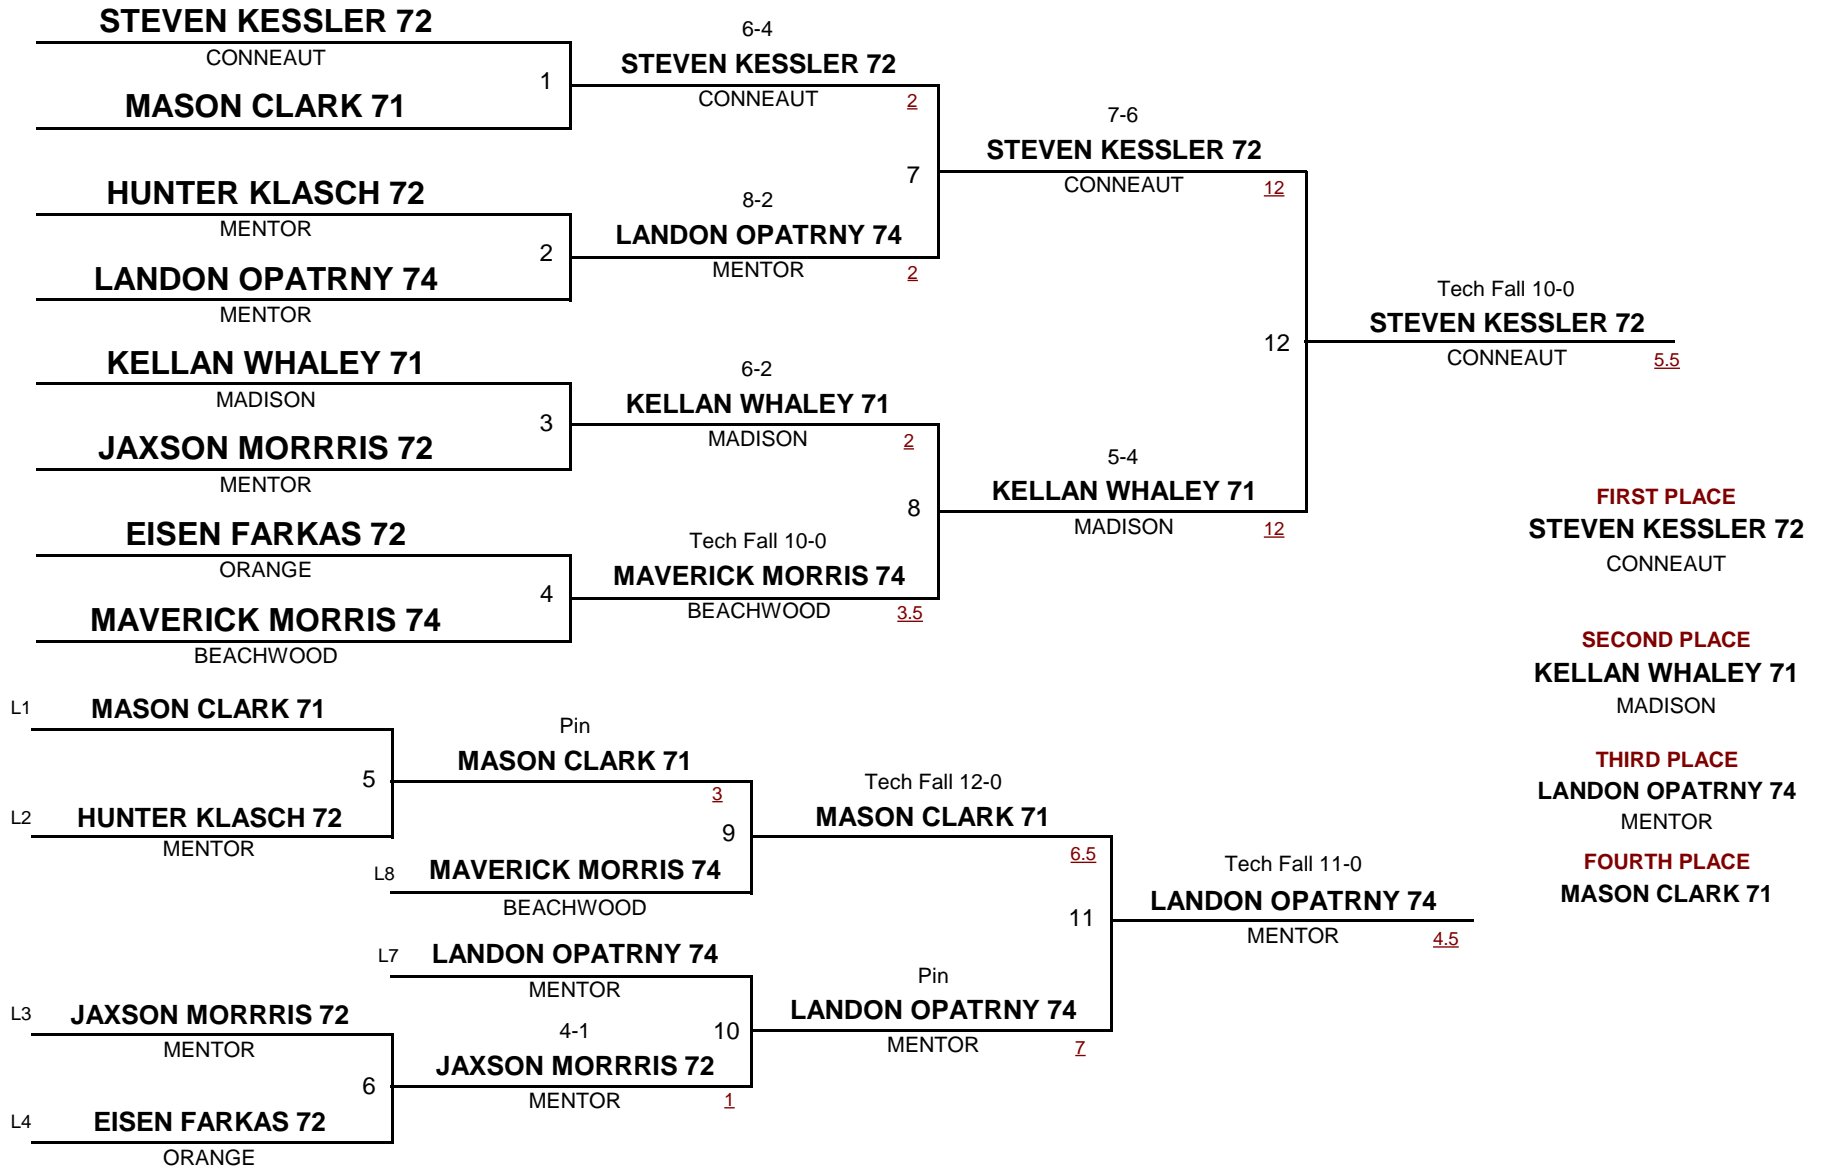 STEVEN KESSLER 72
CONNEAUT
1
MASON CLARK 71
6-4
STEVEN KESSLER 72
CONNEAUT
2
HUNTER KLASCH 72
MENTOR
2
LANDON OPATRNY 74
MENTOR
8-2
LANDON OPATRNY 74
MENTOR
2
7
7-6
STEVEN KESSLER 72
CONNEAUT
12
KELLAN WHALEY 71
MADISON
3
JAXSON MORRRIS 72
MENTOR
6-2
KELLAN WHALEY 71
MADISON
2
EISEN FARKAS 72
ORANGE
4
MAVERICK MORRIS 74
BEACHWOOD
Tech Fall 10-0
MAVERICK MORRIS 74
BEACHWOOD
3.5
8
5-4
KELLAN WHALEY 71
MADISON
12
12
Tech Fall 10-0
STEVEN KESSLER 72
CONNEAUT
5.5
FIRST PLACE
STEVEN KESSLER 72
CONNEAUT
SECOND PLACE
KELLAN WHALEY 71
MADISON
THIRD PLACE
LANDON OPATRNY 74
MENTOR
FOURTH PLACE
MASON CLARK 71
L1
MASON CLARK 71
5
L2
HUNTER KLASCH 72
MENTOR
Pin
MASON CLARK 71
3
9
L8
MAVERICK MORRIS 74
BEACHWOOD
Tech Fall 12-0
MASON CLARK 71
6.5
L7
LANDON OPATRNY 74
MENTOR
L3
JAXSON MORRRIS 72
MENTOR
6
L4
EISEN FARKAS 72
ORANGE
4-1
JAXSON MORRRIS 72
MENTOR
1
10
Pin
LANDON OPATRNY 74
MENTOR
7
11
Tech Fall 11-0
LANDON OPATRNY 74
MENTOR
4.5